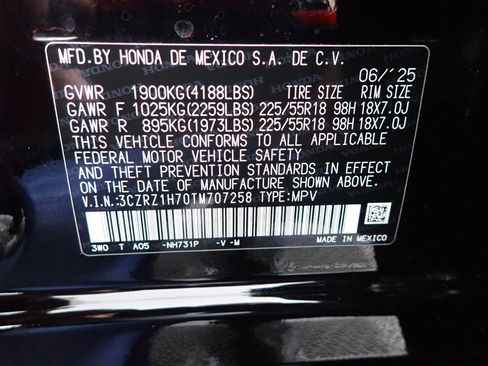 MFD.BY HONDA DE MEXICO S.A. DE C.V.
06/'25
GVWR 1900KG(4188LBS) TIRE SIZE RIM SIZE
GAWR F 1025KG(2259LBS) 225/55R18 98H 18X7.0J
GAWR R 895KG(1973LBS) 225/55R18 98H 18X7.0J
THIS VEHICLE CONFORMS TO ALL APPLICABLE
FEDERAL MOTOR VEHICLE SAFETY
AND THEFT PREVENTION STANDARDS IN EFFECT
ON THE DATE OF MANUFACTURE SHOWN ABOVE.
V.I.N:3CZRZ1H70TM707258 TYPE:MPV
3W0 T A05 -NH731P -V -M MADE IN MEXICO